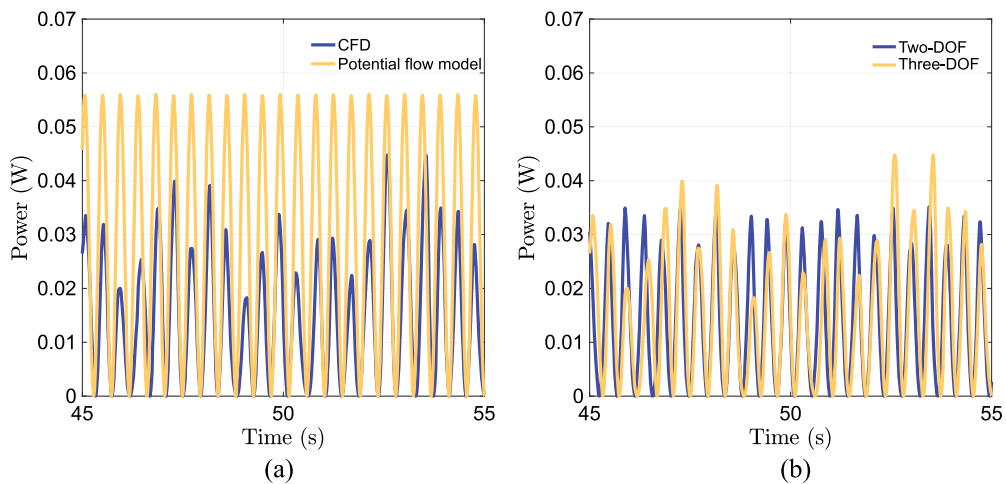 0.07
0.06
0.05
0.04
0.03
0.02
0.01
0
Power (W)
CFD
Potential flow model
45
50
55
Time (s)
(a)
0.07
0.06
0.05
0.04
0.03
0.02
0.01
0
Power (W)
Two-DOF
Three-DOF
45
50
55
Time (s)
(b)